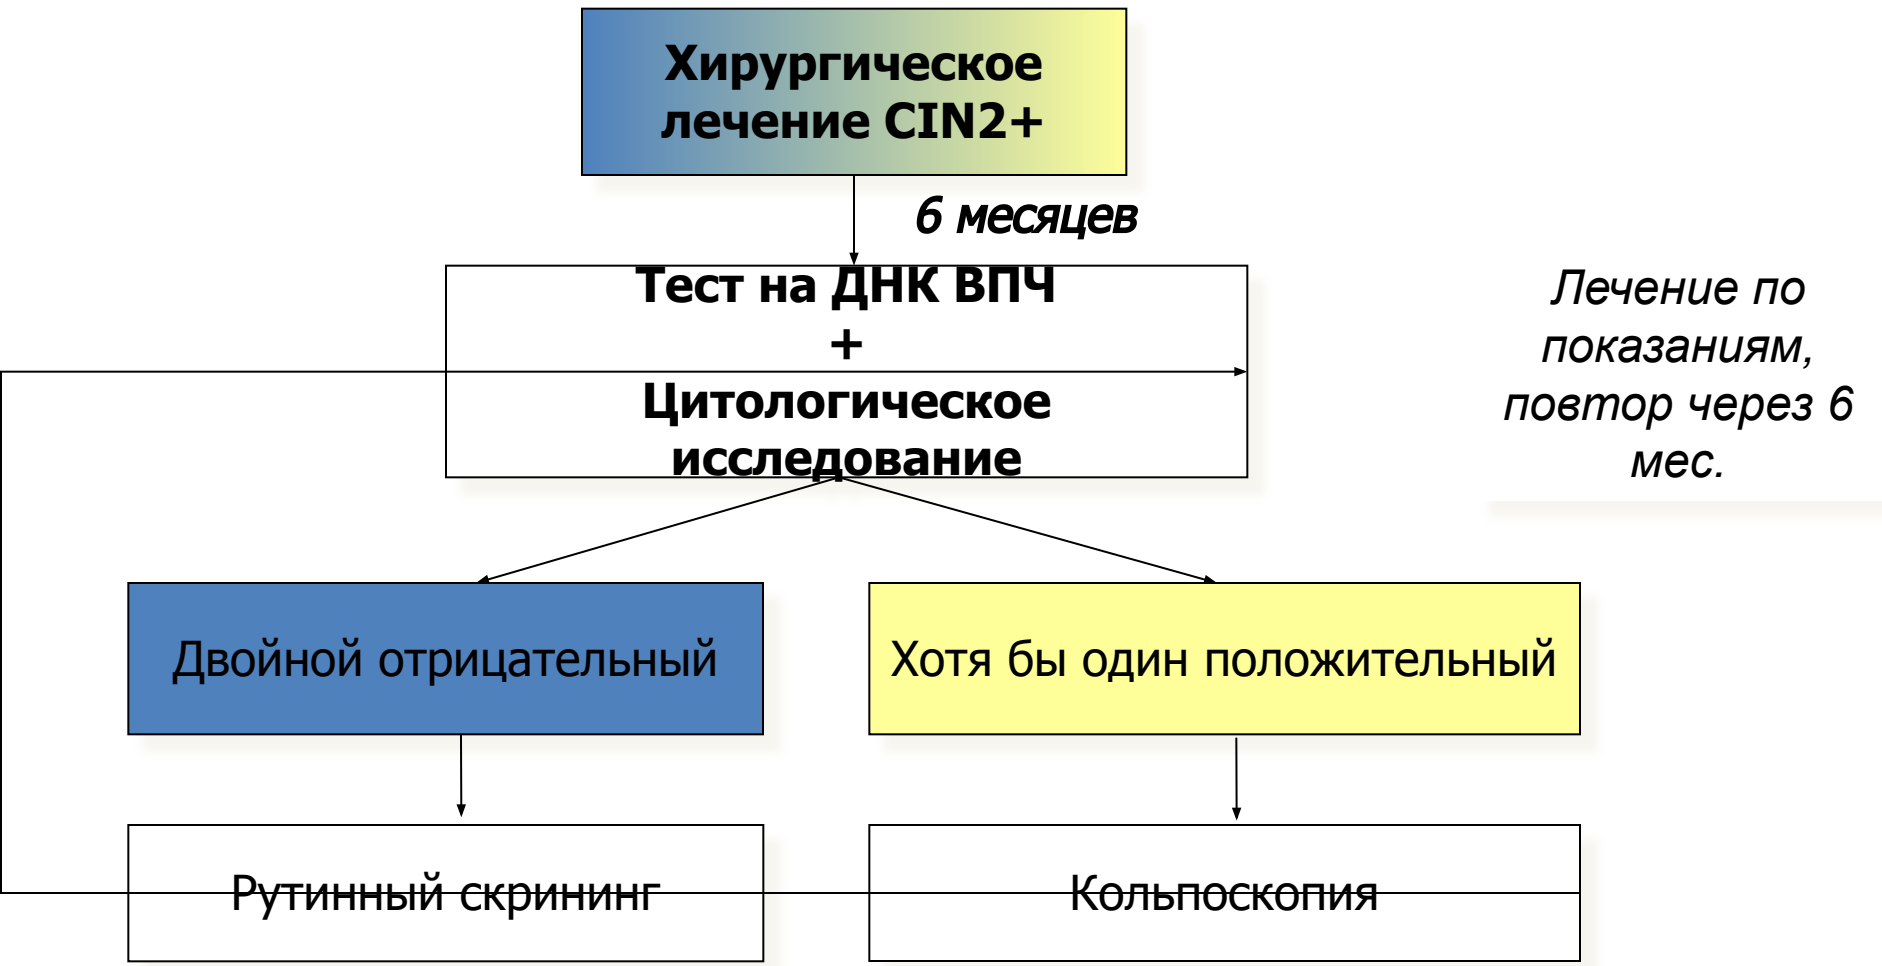 Хирургическое
лечение CIN2+
6 месяцев
Тест на ДНК ВПЧ
+
Цитологическое
исследование
Лечение по
показаниям,
повтор через 6
мес.
Двойной отрицательный
Хотя бы один положительный
Рутинный скрининг
Кольпоскопия